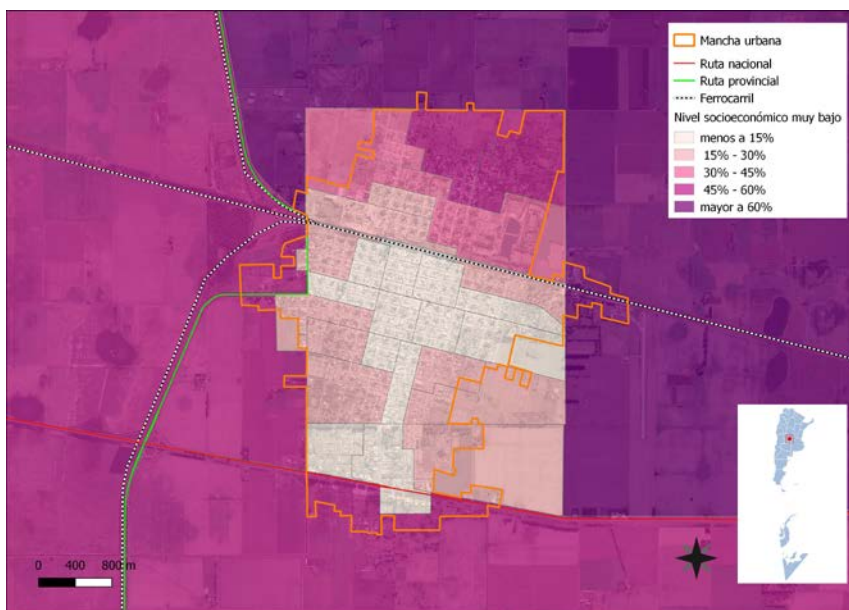 Mancha urbana
Ruta nacional
Ruta provincial
Ferrocarril
Nivel socioeconómico muy bajo
menos a 15%
15% - 30%
30% - 45%
45% - 60%
mayor a 60%
0 400 800 m